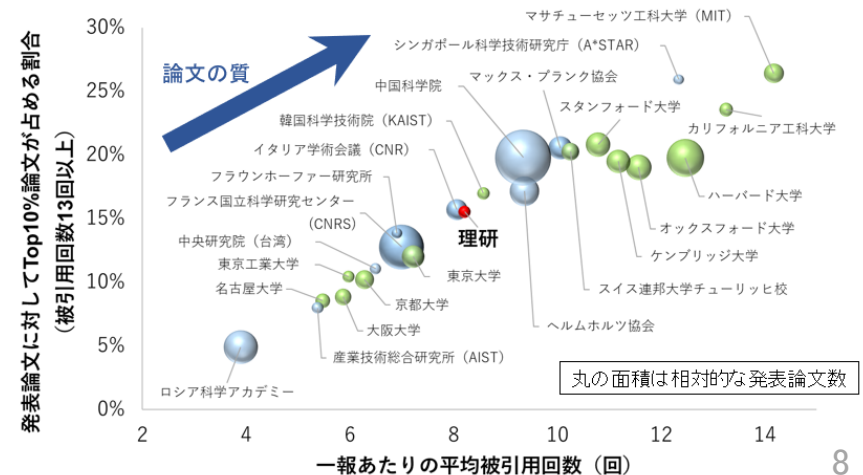 マサチューセッツ工科大学（MIT）
30%
シンガポール科学技術研究庁（A*STAR）
論文の質
中国科学院
マックス・プランク協会
25%
スタンフォード大学
韓国科学技術院（KAIST）
カリフォルニア工科大学
イタリア学術会議（CNR）
20%
フラウンホーファー研究所
ハーバード大学
フランス国立科学研究センター
（CNRS）
15%
オックスフォード大学
理研
中央研究院（台湾）
ケンブリッジ大学
東京工業大学
東京大学
10%
スイス連邦大学チューリッヒ校
名古屋大学
京都大学
ヘルムホルツ協会
大阪大学
5%
産業技術総合研究所（AIST）
丸の面積は相対的な発表論文数
ロシア科学アカデミー
0%
2 4 6 8 10 12 14
一報あたりの平均被引用回数（回）
発表論文に対してTop10%論文が占める割合
（被引用回数13回以上）
8